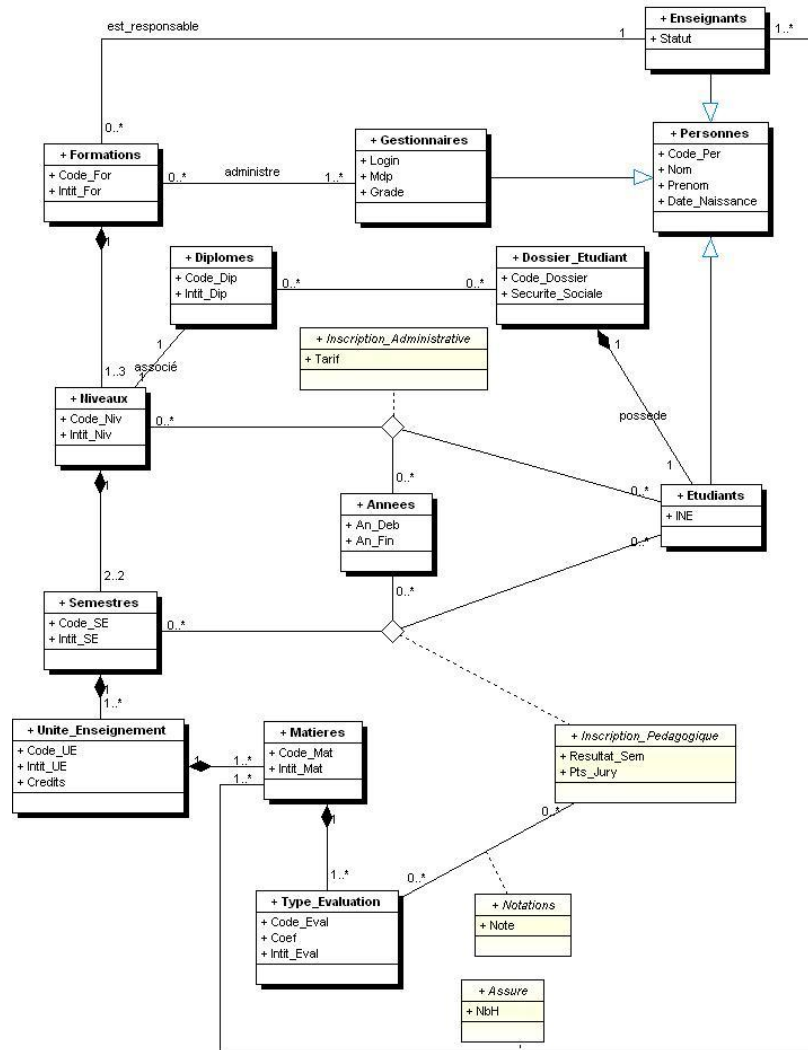 est_responsable
1
+ Enseignants
+ Statut
1..*
0..*
+ Formations
+ Code_For
+ Intit_For
0..*
administre
1..*
+ Gestionnaires
+ Login
+ Mdp
+ Grade
+ Personnes
+ Code_Per
+ Nom
+ Prenom
+ Date_Naissance
1
+ Diplomes
+ Code_Dip
+ Intit_Dip
0..*
0..*
+ Dossier_Etudiant
+ Code_Dossier
+ Securite_Sociale
1
+ Inscription_Administrative
+ Tarif
1
associé
1
1..3
+ Niveaux
+ Code_Niv
+ Intit_Niv
0..*
possede
1
0..*
0..*
+ Etudiants
+ INE
0..*
+ Annees
+ An_Deb
+ An_Fin
0..*
1
2..2
+ Semestres
+ Code_SE
+ Intit_SE
0..*
1
1..*
+ Unite_Enseignement
+ Code_UE
+ Intit_UE
+ Credits
1
1..*
1..*
+ Matieres
+ Code_Mat
+ Intit_Mat
1
+ Inscription_Pedagogique
+ Resultat_Sem
+ Pts_Jury
0..*
1..*
0..*
+ Type_Evaluation
+ Code_Eval
+ Coef
+ Intit_Eval
+ Notations
+ Note
+ Assure
+ NbH